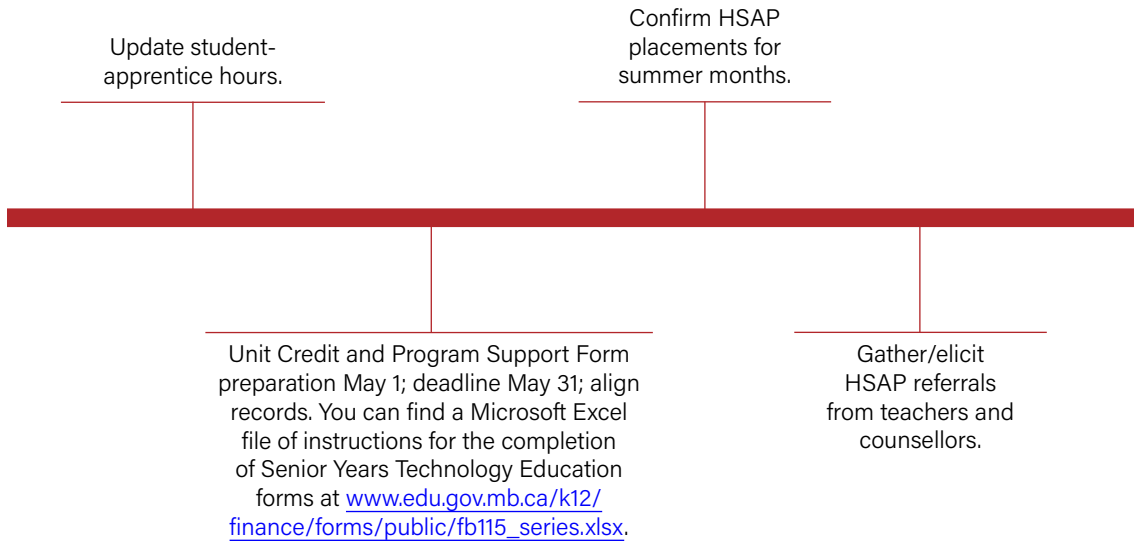 Update student-
apprentice hours.
Confirm HSAP
placements for
summer months.
Unit Credit and Program Support Form
preparation May 1; deadline May 31; align
records. You can find a Microsoft Excel
file of instructions for the completion
of Senior Years Technology Education
forms at www.edu.gov.mb.ca/k12/
finance/forms/public/fb115_series.xlsx.
Gather/elicit
HSAP referrals
from teachers and
counsellors.